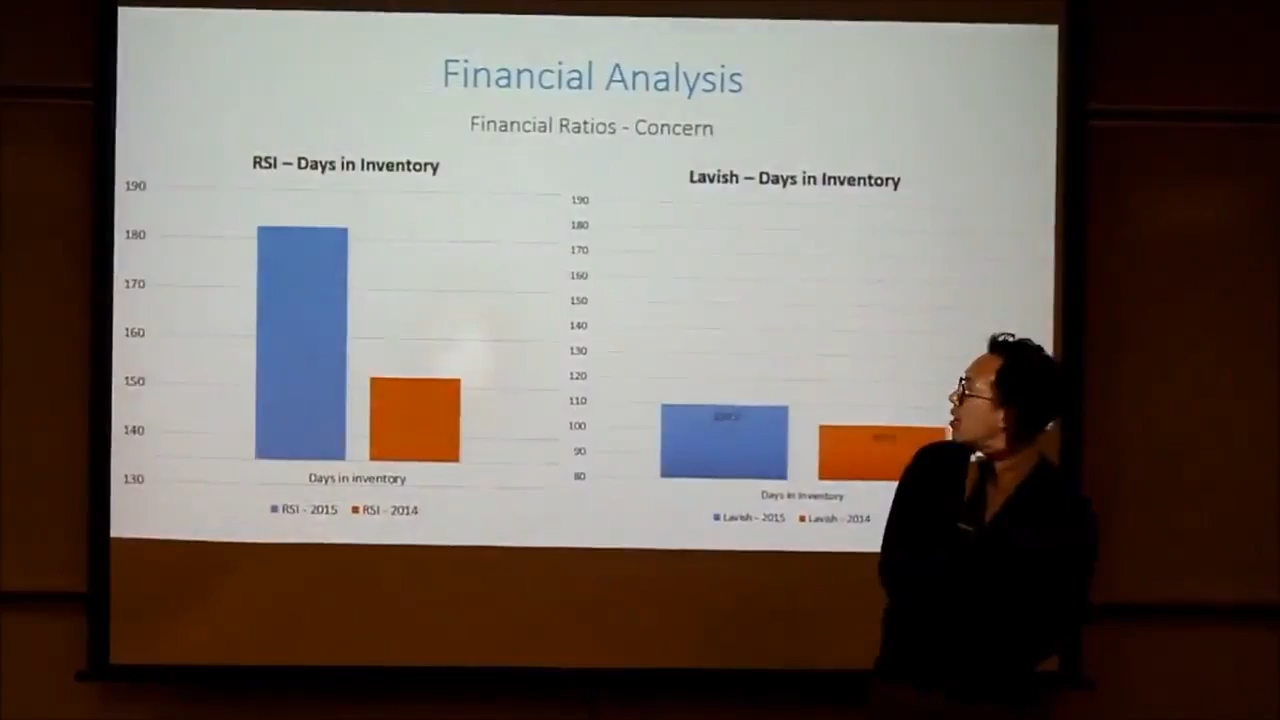 Financial Analysis
Financial Ratios - Concern
RSI – Days in Inventory
190
180
170
160
150
140
130
Days in inventory
RSI - 2015 RSI - 2014
Lavish – Days in Inventory
190
180
170
160
150
140
130
120
110
100
90
80
Days in Inventory
Lavish - 2015 Lavish - 2014